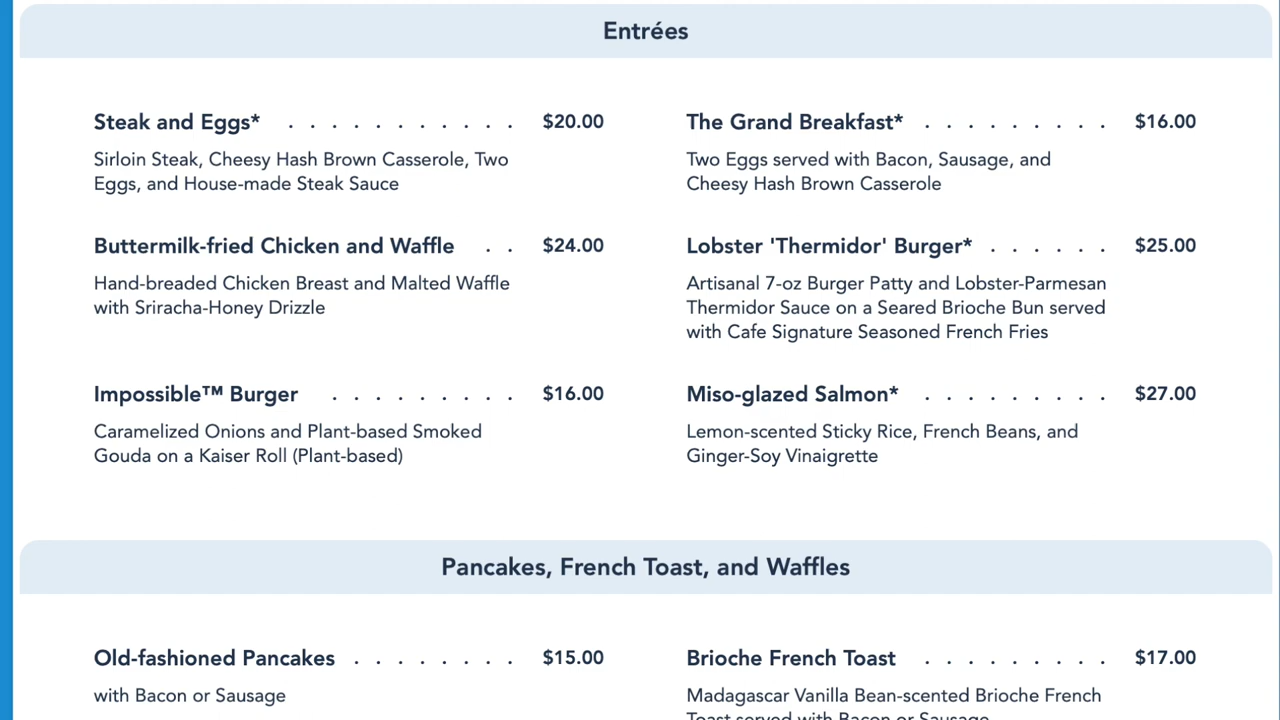 Entrées
Steak and Eggs* . . . . . . . . . . . $20.00
Sirloin Steak, Cheesy Hash Brown Casserole, Two
Eggs, and House-made Steak Sauce
The Grand Breakfast* . . . . . . . . . $16.00
Two Eggs served with Bacon, Sausage, and
Cheesy Hash Brown Casserole
Buttermilk-fried Chicken and Waffle . . $24.00
Hand-breaded Chicken Breast and Malted Waffle
with Sriracha-Honey Drizzle
Lobster 'Thermidor' Burger* . . . . . . $25.00
Artisanal 7-oz Burger Patty and Lobster-Parmesan
Thermidor Sauce on a Seared Brioche Bun served
with Cafe Signature Seasoned French Fries
Impossible™ Burger . . . . . . . . . $16.00
Caramelized Onions and Plant-based Smoked
Gouda on a Kaiser Roll (Plant-based)
Miso-glazed Salmon* . . . . . . . . . $27.00
Lemon-scented Sticky Rice, French Beans, and
Ginger-Soy Vinaigrette
Pancakes, French Toast, and Waffles
Old-fashioned Pancakes . . . . . . . . $15.00
with Bacon or Sausage
Brioche French Toast . . . . . . . . . $17.00
Madagascar Vanilla Bean-scented Brioche French
Toast served with Bacon or Sausage